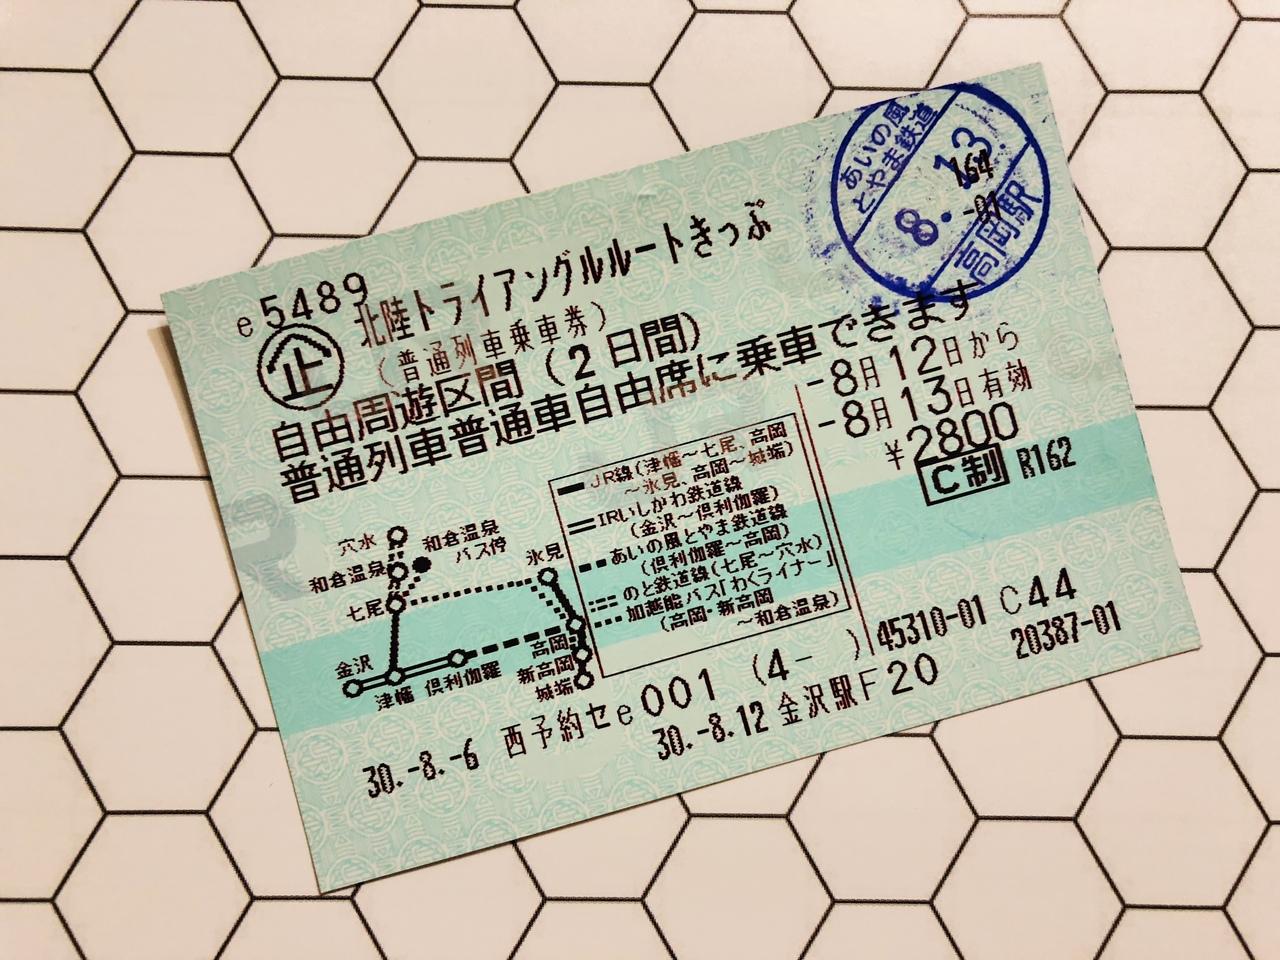 あいの風
とやま鉄道
8.13.
高岡駅
164
-01
e5489
北陸トライアングルルートきっぷ
企
(普通列車乗車券)
自由周遊区間(2日間)
普通列車普通車自由席に乗車できます
-8月12日から
-8月13日有効
¥2800
C制 R162
JR線(津幡~七尾、高岡
~氷見、高岡~城端)
IRいしかわ鉄道線
(金沢~倶利伽羅)
あいの風とやま鉄道線
(倶利伽羅~高岡)
のと鉄道線(七尾~穴水)
加越能バス「わくライナー」
(高岡・新高岡
~和倉温泉)
穴水
和倉温泉
バス停
和倉温泉
氷見
七尾
金沢
津幡
倶利伽羅
高岡
新高岡
城端
45310-01 C44
20387-01
30.-8.-6 西予約セe001 (4- )
30.-8.12 金沢駅F20